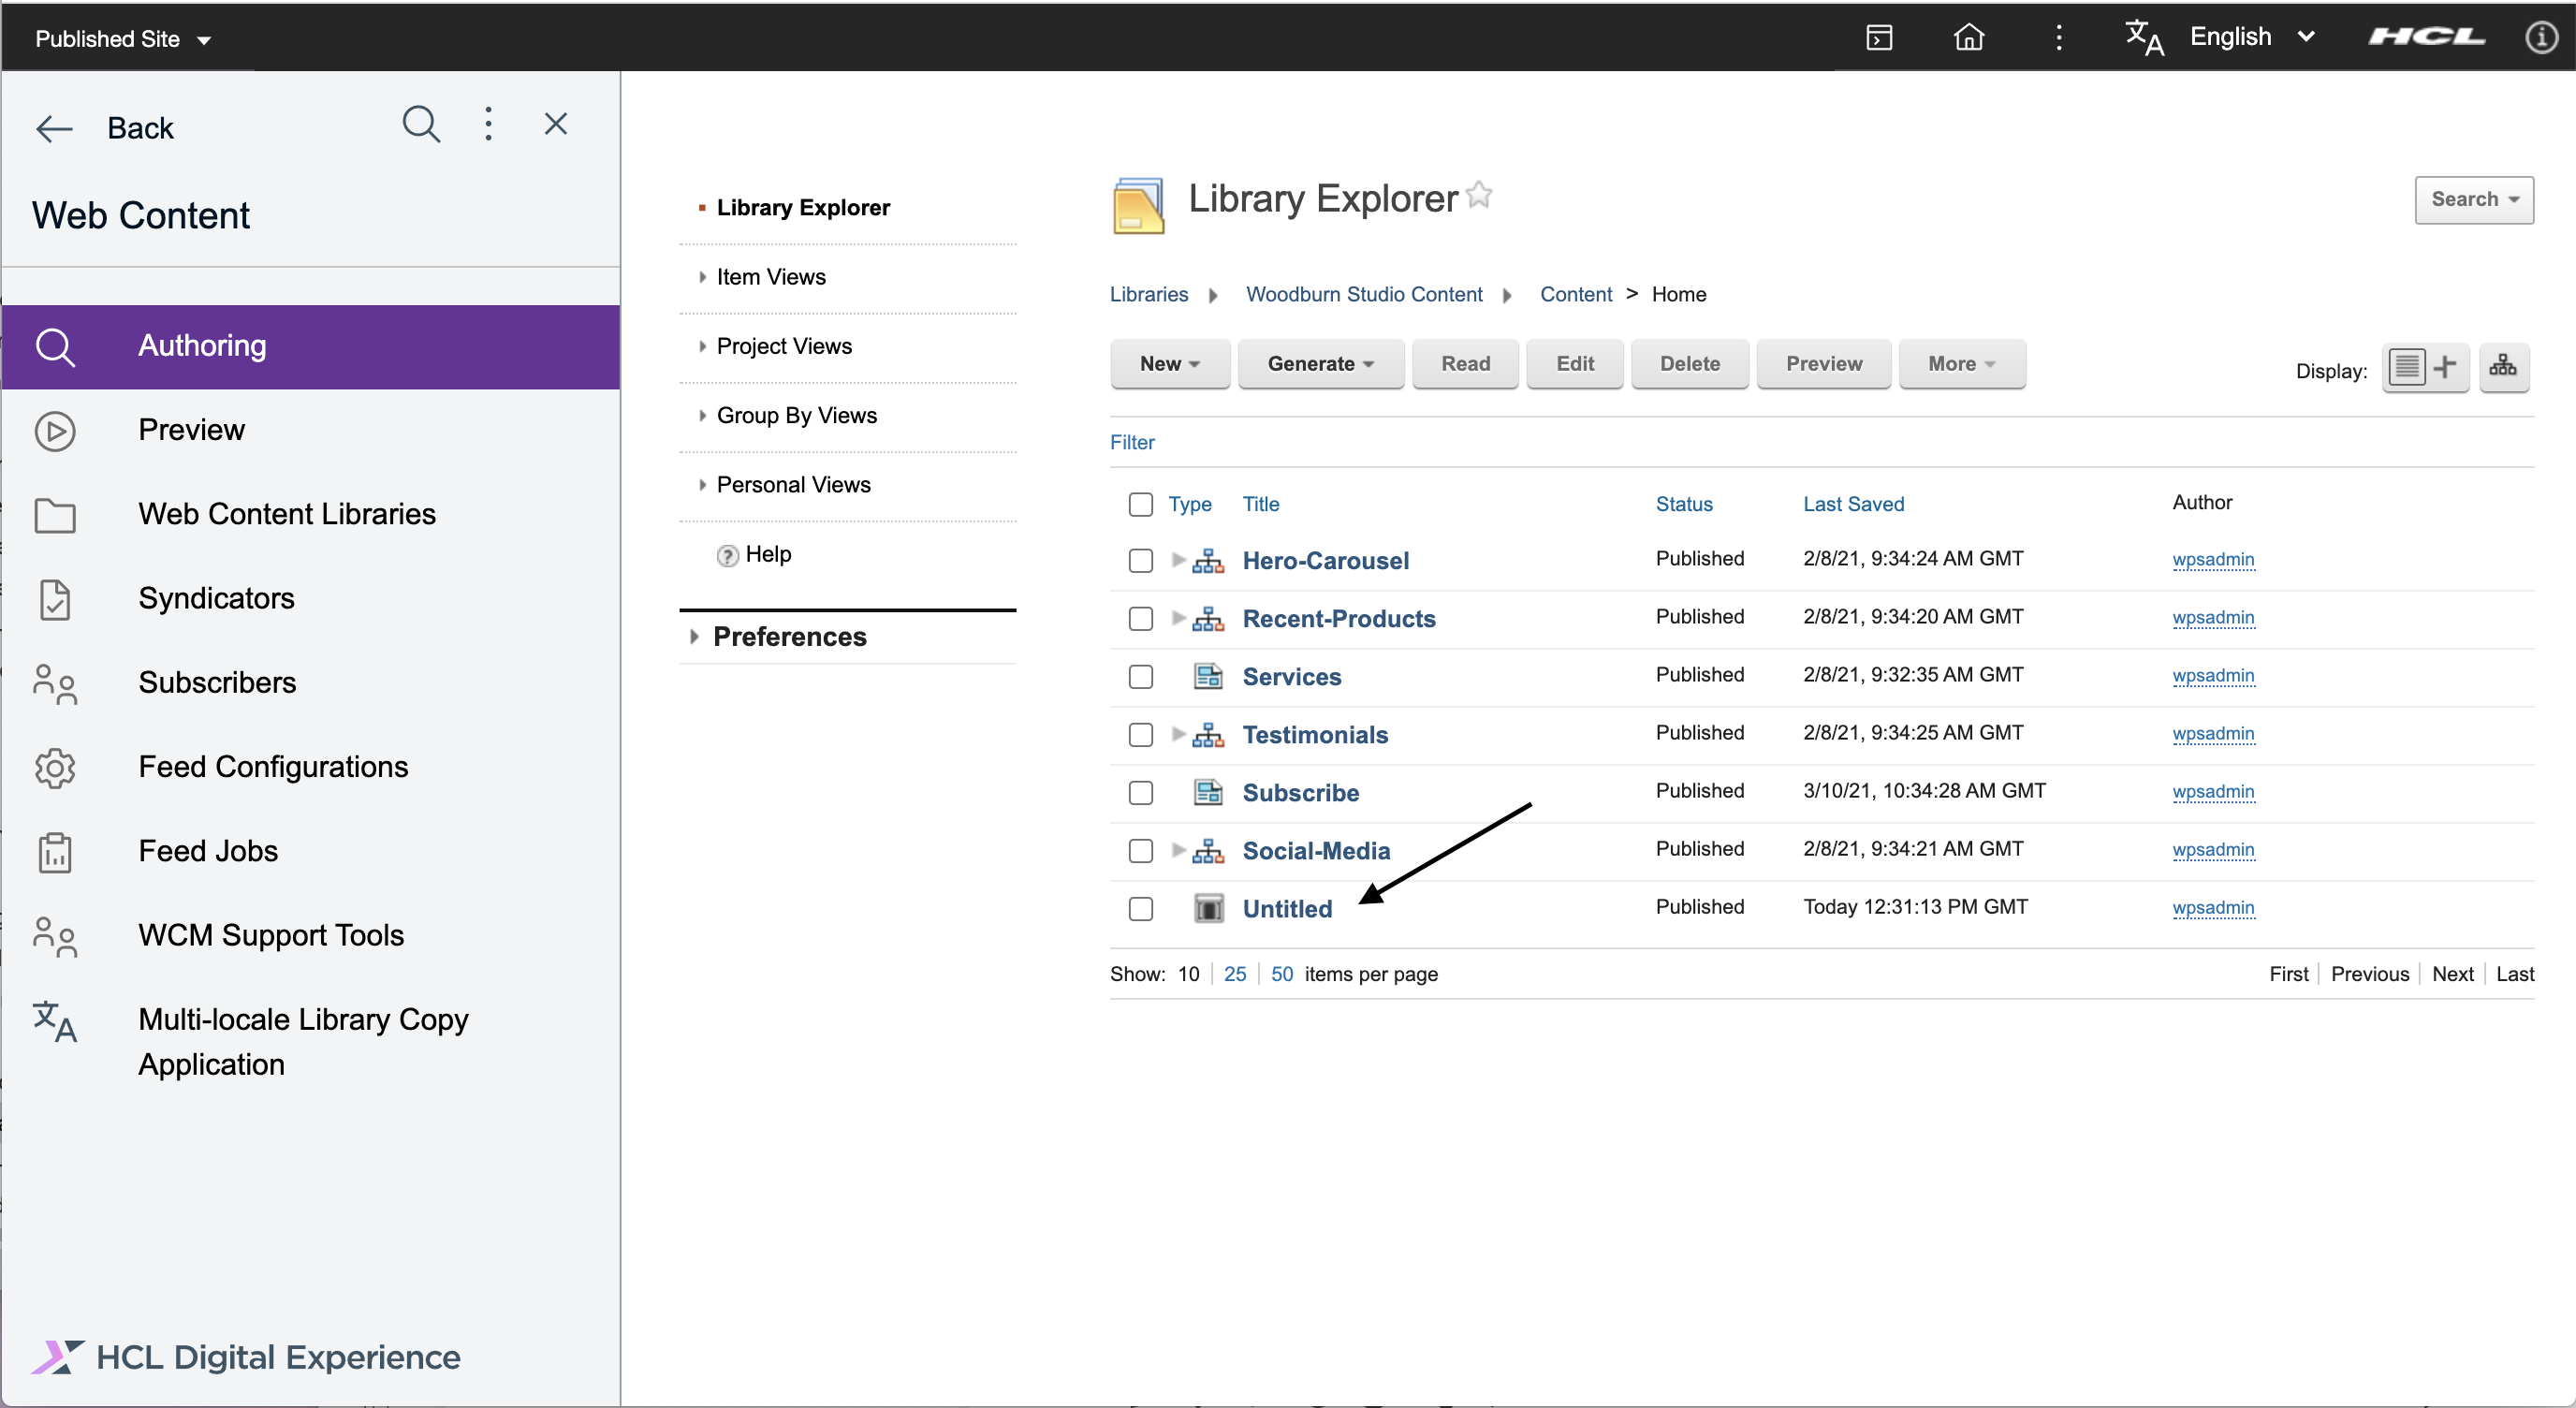 Published Site
English
HCL
Back
Web Content
Authoring
Preview
Web Content Libraries
Syndicators
Subscribers
Feed Configurations
Feed Jobs
WCM Support Tools
Multi-locale Library Copy
Application
HCL Digital Experience
Library Explorer
Item Views
Project Views
Group By Views
Personal Views
? Help
Preferences
Library Explorer
Search
Libraries Woodburn Studio Content Content > Home
New Generate Read Edit Delete Preview More Display:
Filter
Type Title Status Last Saved Author
Hero-Carousel Published 2/8/21, 9:34:24 AM GMT wpsadmin
Recent-Products Published 2/8/21, 9:34:20 AM GMT wpsadmin
Services Published 2/8/21, 9:32:35 AM GMT wpsadmin
Testimonials Published 2/8/21, 9:34:25 AM GMT wpsadmin
Subscribe Published 3/10/21, 10:34:28 AM GMT wpsadmin
Social-Media Published 2/8/21, 9:34:21 AM GMT wpsadmin
Untitled Published Today 12:31:13 PM GMT wpsadmin
Show: 10 | 25 | 50 items per page First | Previous | Next | Last